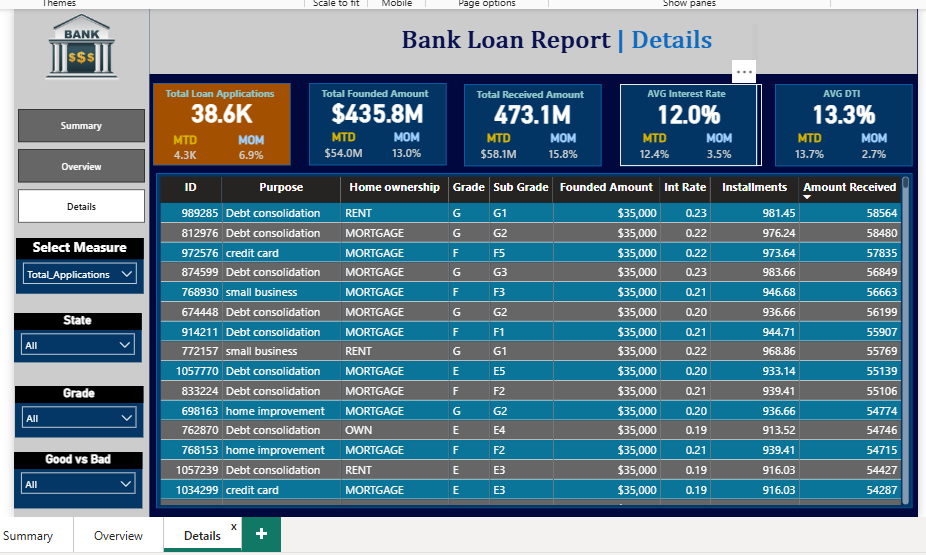 Themes Scale to fit Mobile Page options Show panes
BANK
$$$
Bank Loan Report | Details
Total Loan Applications
38.6K
MTD MOM
4.3K 6.9%
Total Founded Amount
$435.8M
MTD MOM
$54.0M 13.0%
Total Received Amount
473.1M
MTD MOM
$58.1M 15.8%
AVG Interest Rate
12.0%
MTD MOM
12.4% 3.5%
AVG DTI
13.3%
MTD MOM
13.7% 2.7%
Summary
Overview
Details
Select Measure
Total_Applications
State
All
Grade
All
Good vs Bad
All
ID Purpose Home ownership Grade Sub Grade Founded Amount Int Rate Installments Amount Received
989285 Debt consolidation RENT G G1 $35,000 0.23 981.45 58564
812976 Debt consolidation MORTGAGE G G2 $35,000 0.22 976.24 58480
972576 credit card MORTGAGE F F5 $35,000 0.22 973.64 57835
874599 Debt consolidation MORTGAGE G G3 $35,000 0.23 983.66 56849
768930 small business MORTGAGE F F3 $35,000 0.21 946.68 56663
674448 Debt consolidation MORTGAGE G G2 $35,000 0.20 936.66 56199
914211 Debt consolidation MORTGAGE F F1 $35,000 0.21 944.71 55907
772157 small business RENT G G1 $35,000 0.22 968.86 55769
1057770 Debt consolidation MORTGAGE E E5 $35,000 0.20 933.14 55139
833224 Debt consolidation MORTGAGE F F2 $35,000 0.21 939.41 55106
698163 home improvement MORTGAGE G G2 $35,000 0.20 936.66 54774
762870 Debt consolidation OWN E E4 $35,000 0.19 913.52 54746
768153 home improvement MORTGAGE F F2 $35,000 0.21 939.41 54715
1057239 Debt consolidation RENT E E3 $35,000 0.19 916.03 54427
1034299 credit card MORTGAGE E E3 $35,000 0.19 916.03 54287
Summary Overview Details x +